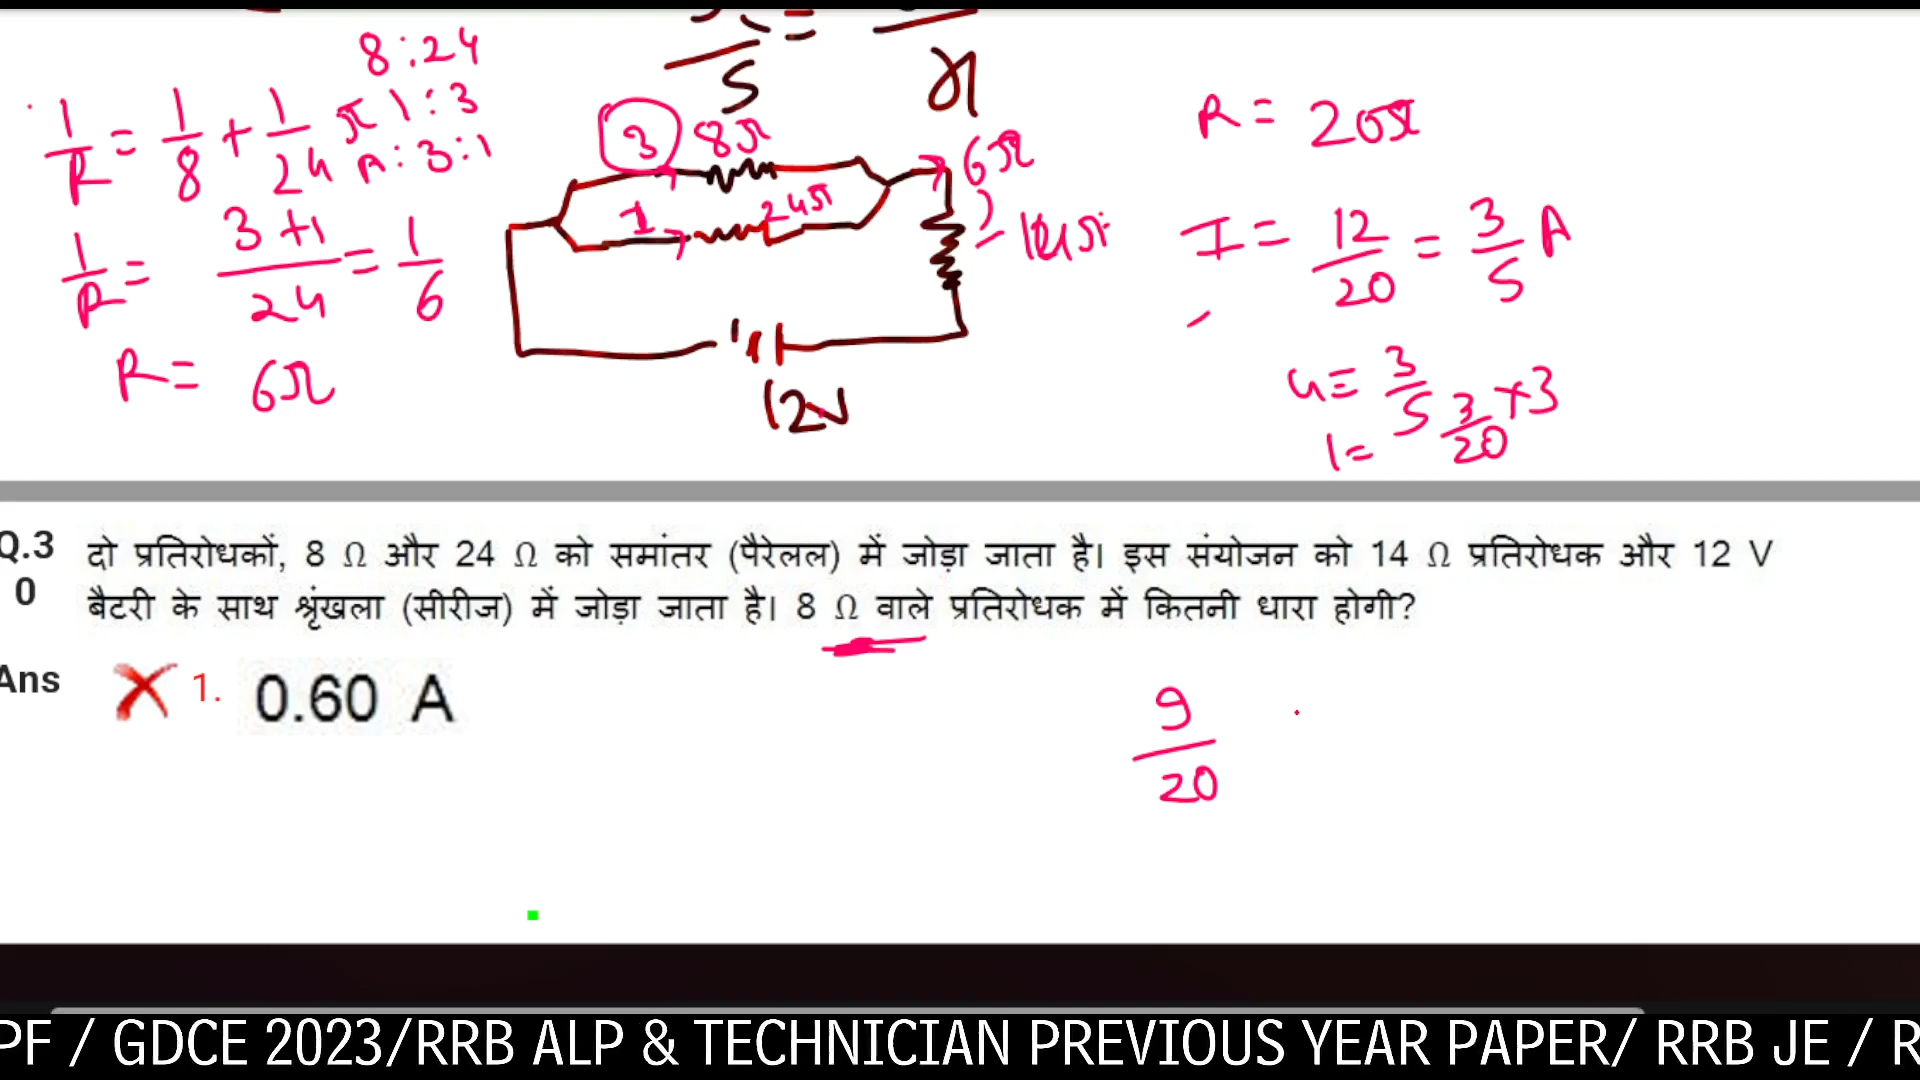 8 : 24
1/R = 1/8 + 1/24
Ω 1 : 3
A : 3 : 1
1/R = 3+1/24 = 1/6
R = 6Ω
5
3
8Ω
6Ω
1
24Ω
14Ω
12V
R = 20Ω
I = 12/20 = 3/5 A
4 = 3/5
1 = 3/20 ×3
Q.3
0
दो प्रतिरोधकों, 8 Ω और 24 Ω को समांतर (पैरेलल) में जोड़ा जाता है। इस संयोजन को 14 Ω प्रतिरोधक और 12 V
बैटरी के साथ श्रृंखला (सीरीज) में जोड़ा जाता है। 8 Ω वाले प्रतिरोधक में कितनी धारा होगी?
Ans
1. 0.60 A
9/20
PF / GDCE 2023/RRB ALP & TECHNICIAN PREVIOUS YEAR PAPER/ RRB JE / R